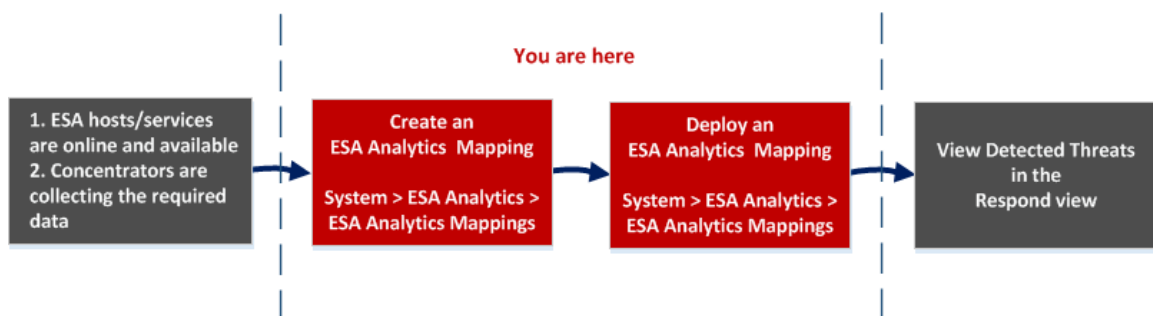 You are here
1. ESA hosts/services
are online and available
2. Concentrators are
collecting the required
data
Create an
ESA Analytics Mapping
System > ESA Analytics >
ESA Analytics Mappings
Deploy an
ESA Analytics Mapping
System > ESA Analytics >
ESA Analytics Mappings
View Detected Threats
in the
Respond view